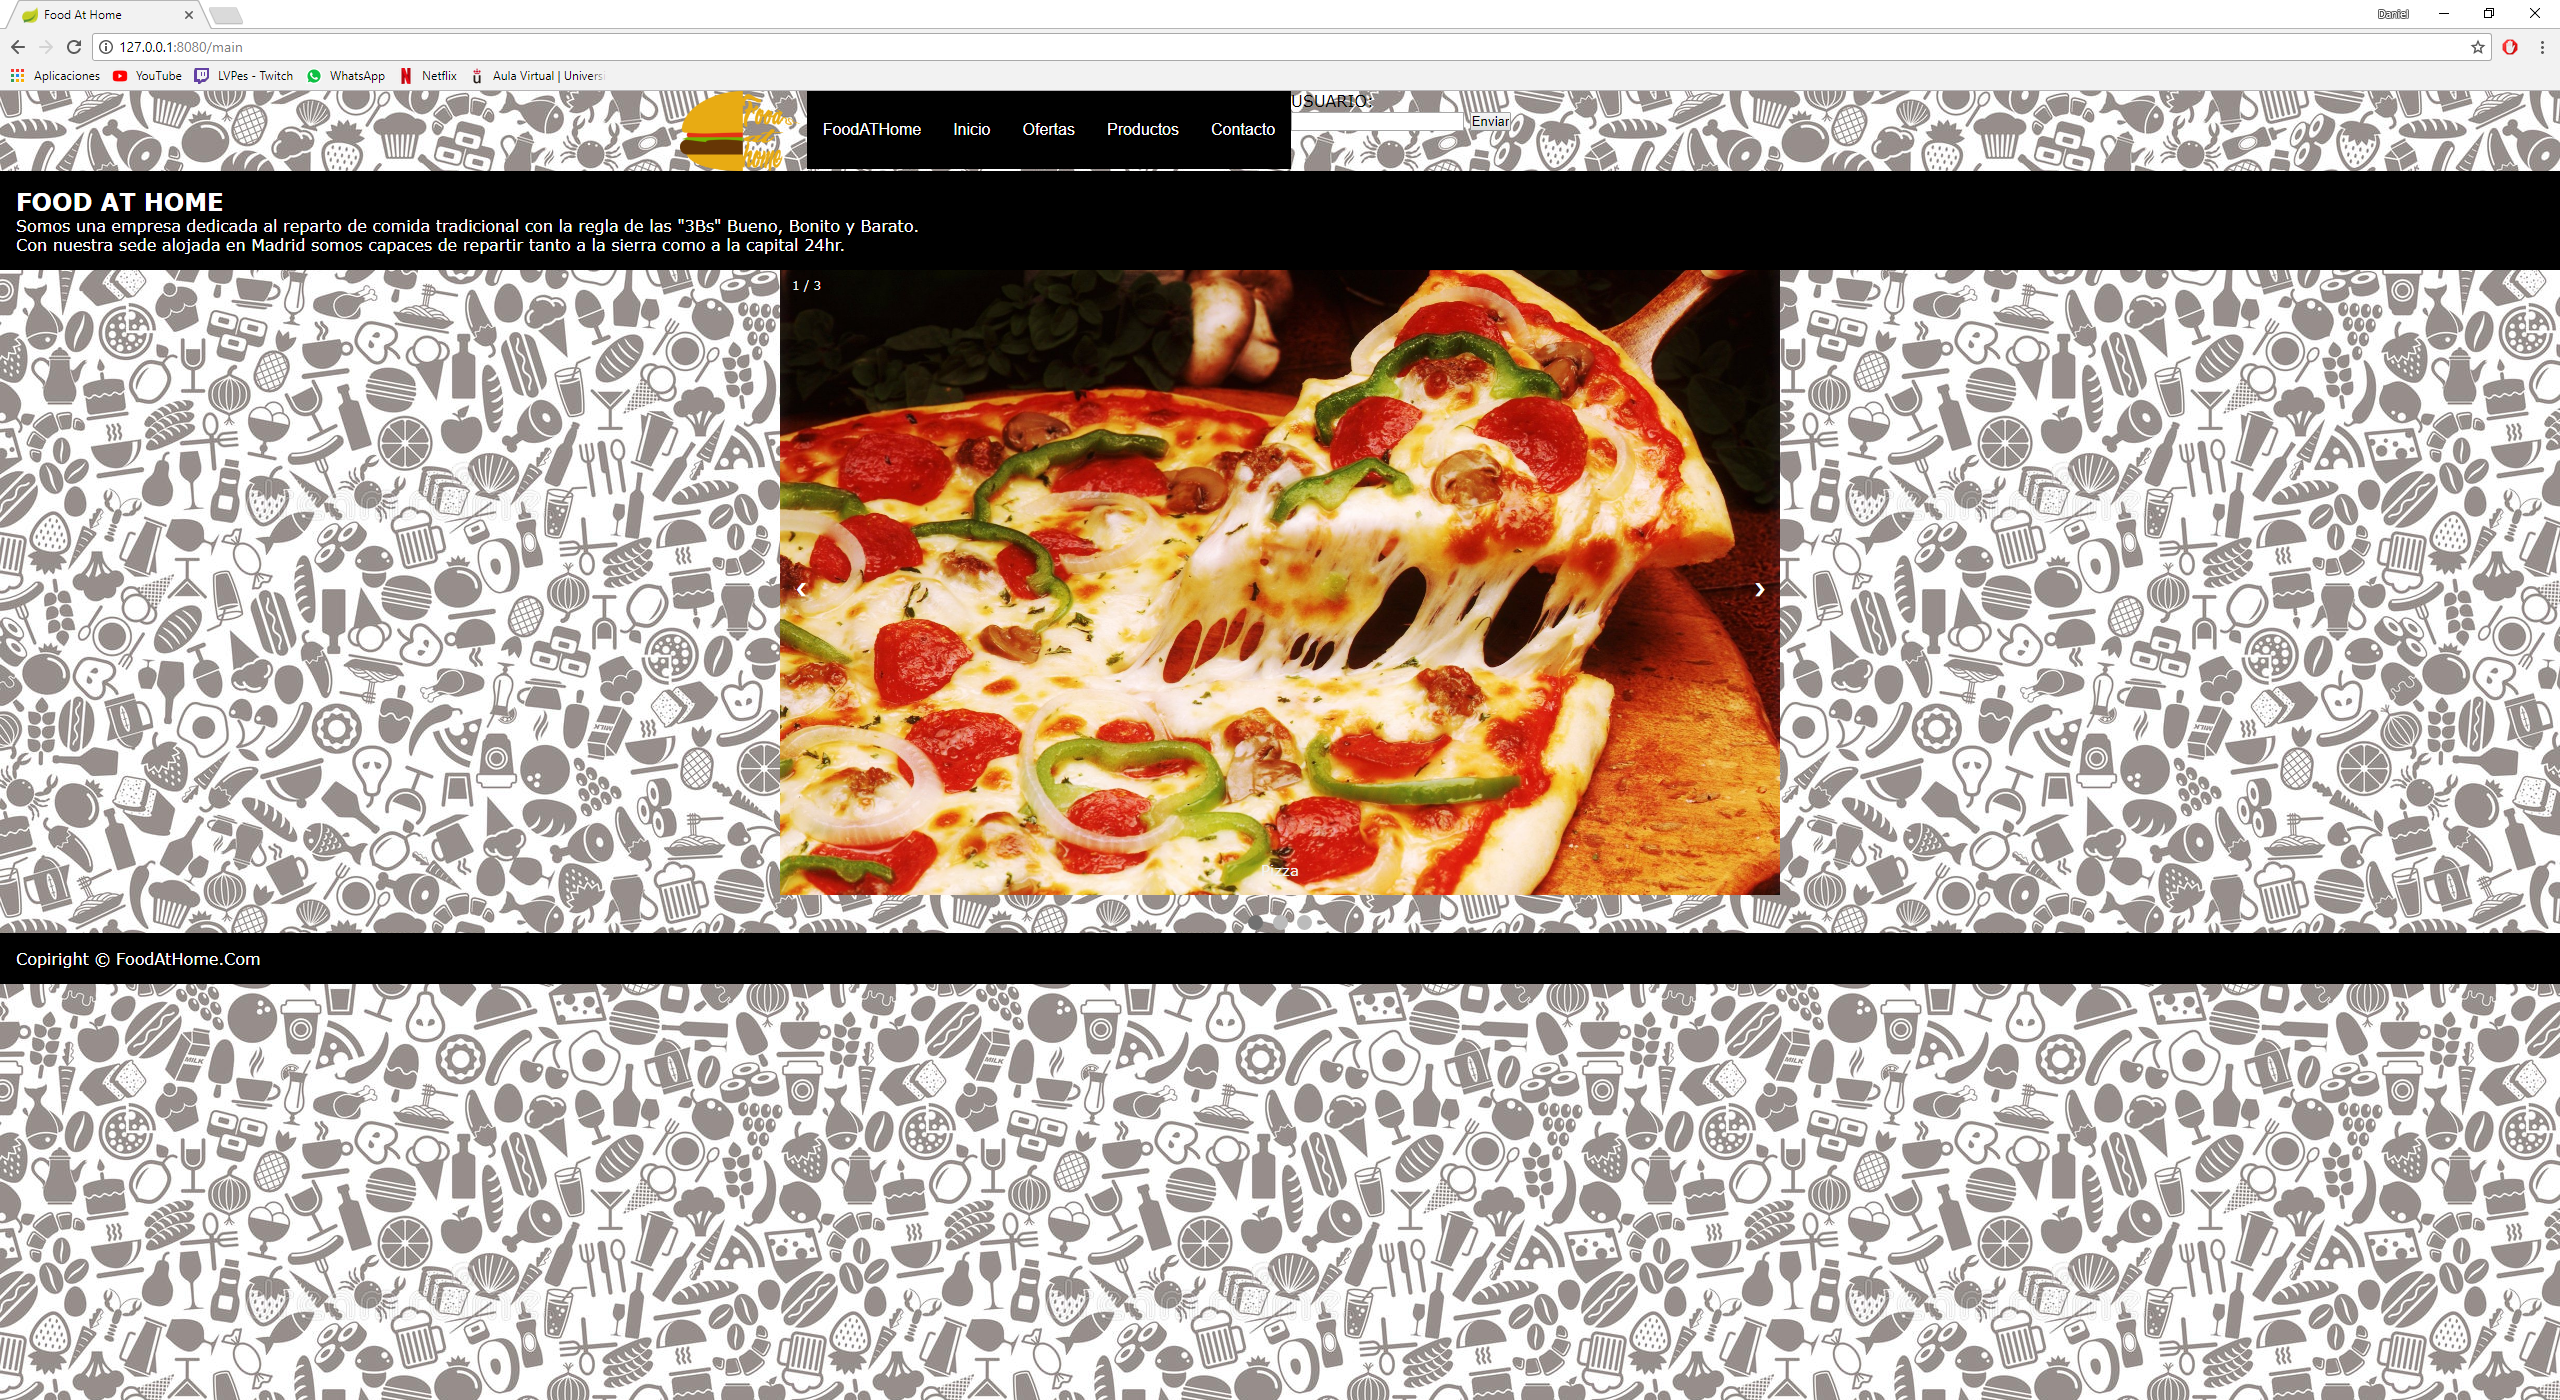 Food At Home
Daniel
127.0.0.1:8080/main
Aplicaciones YouTube LVPes - Twitch WhatsApp Netflix Aula Virtual | Univers
Food
at
home
FoodATHome Inicio Ofertas Productos Contacto
USUARIO:
Enviar
FOOD AT HOME
Somos una empresa dedicada al reparto de comida tradicional con la regla de las "3Bs" Bueno, Bonito y Barato.
Con nuestra sede alojada en Madrid somos capaces de repartir tanto a la sierra como a la capital 24hr.
1 / 3
Pizza
Copiright © FoodAtHome.Com